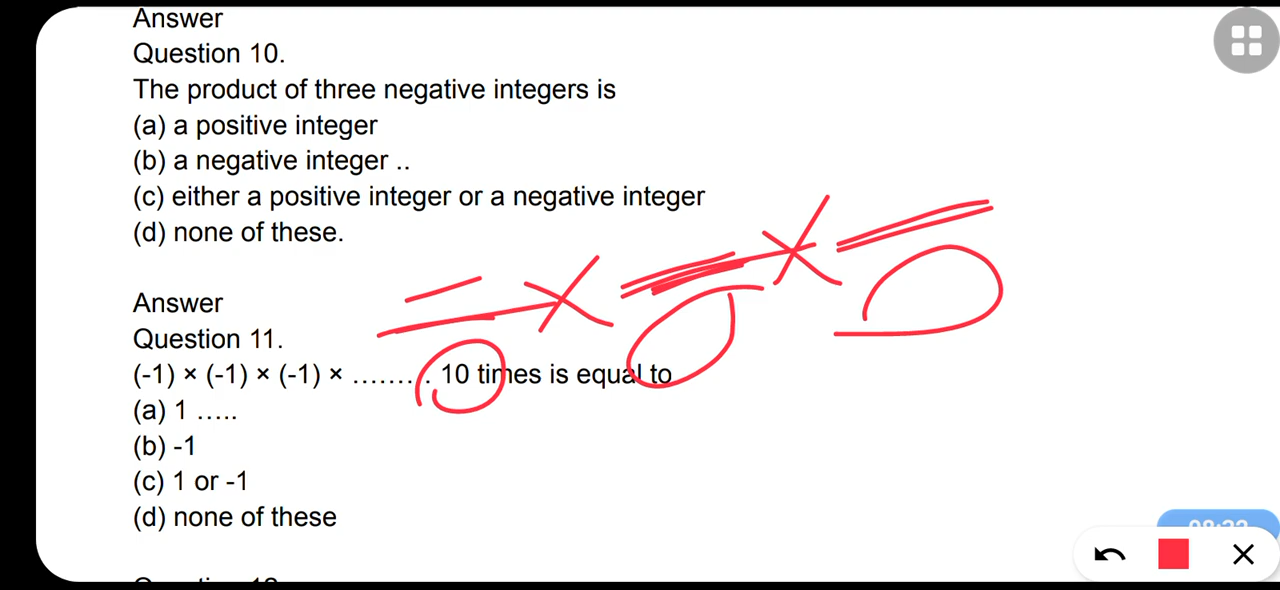 Answer
Question 10.
The product of three negative integers is
(a) a positive integer
(b) a negative integer ..
(c) either a positive integer or a negative integer
(d) none of these.
Answer
Question 11.
(-1) × (-1) × (-1) × ........ 10 times is equal to
(a) 1 .....
(b) -1
(c) 1 or -1
(d) none of these